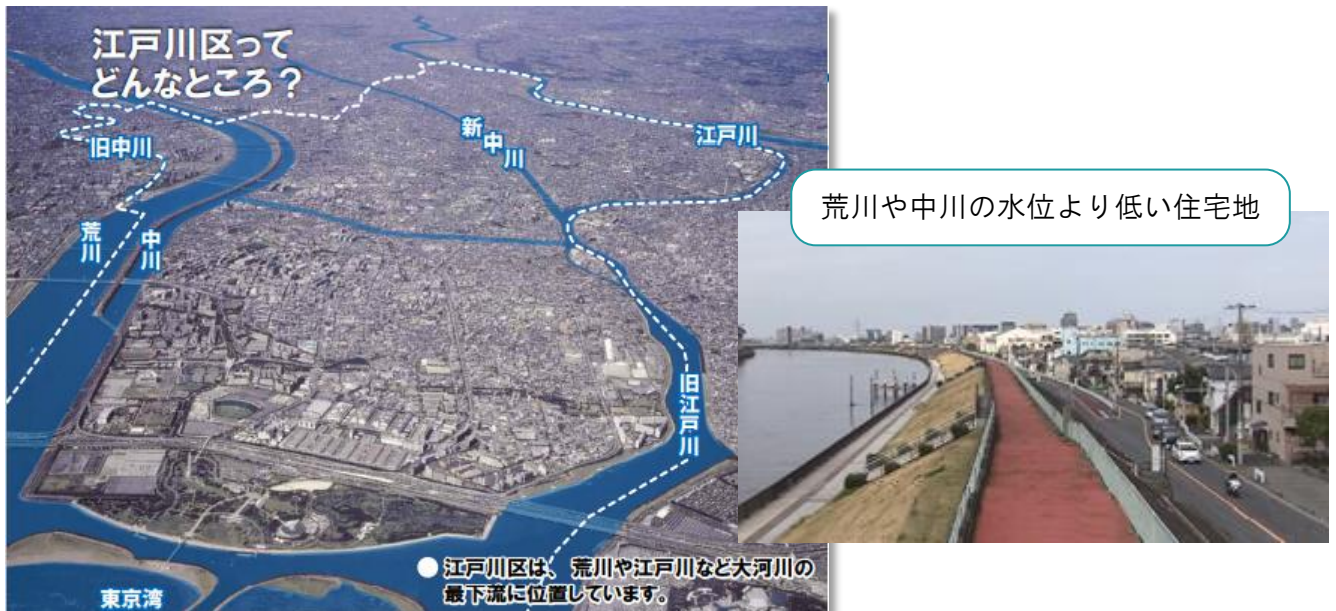 江戸川区って
どんなところ？
旧中川
新中川
江戸川
荒川
中川
旧江戸川
東京湾
江戸川区は、荒川や江戸川など大河川の
最下流に位置しています。
荒川や中川の水位より低い住宅地